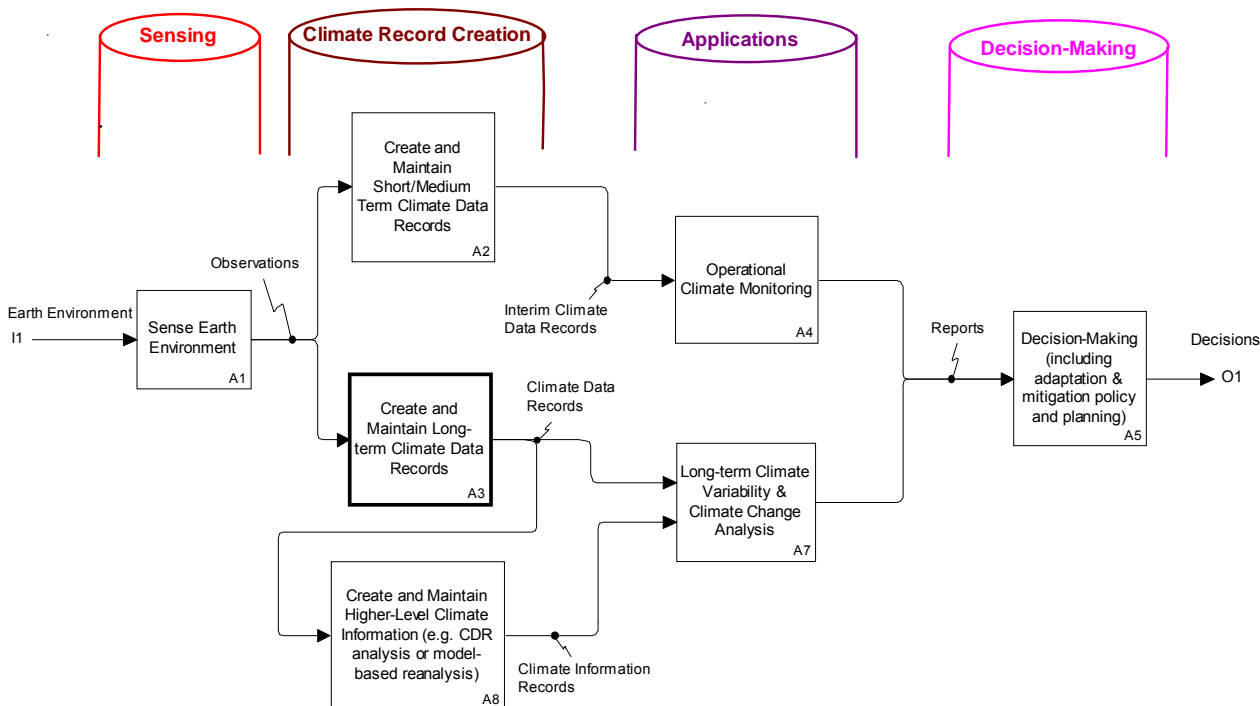 Sensing
Climate Record Creation
Applications
Decision-Making
Create and
Maintain
Short/Medium
Term Climate Data
Records
A2
Observations
Earth Environment
I1
Sense Earth
Environment
A1
Interim Climate
Data Records
Operational
Climate Monitoring
A4
Reports
Decision-Making
(including
adaptation &
mitigation policy
and planning)
A5
Decisions
O1
Create and
Maintain Long-
term Climate Data
Records
A3
Climate Data
Records
Long-term Climate
Variability &
Climate Change
Analysis
A7
Create and Maintain
Higher-Level Climate
Information (e.g. CDR
analysis or model-
based reanalysis)
A8
Climate Information
Records